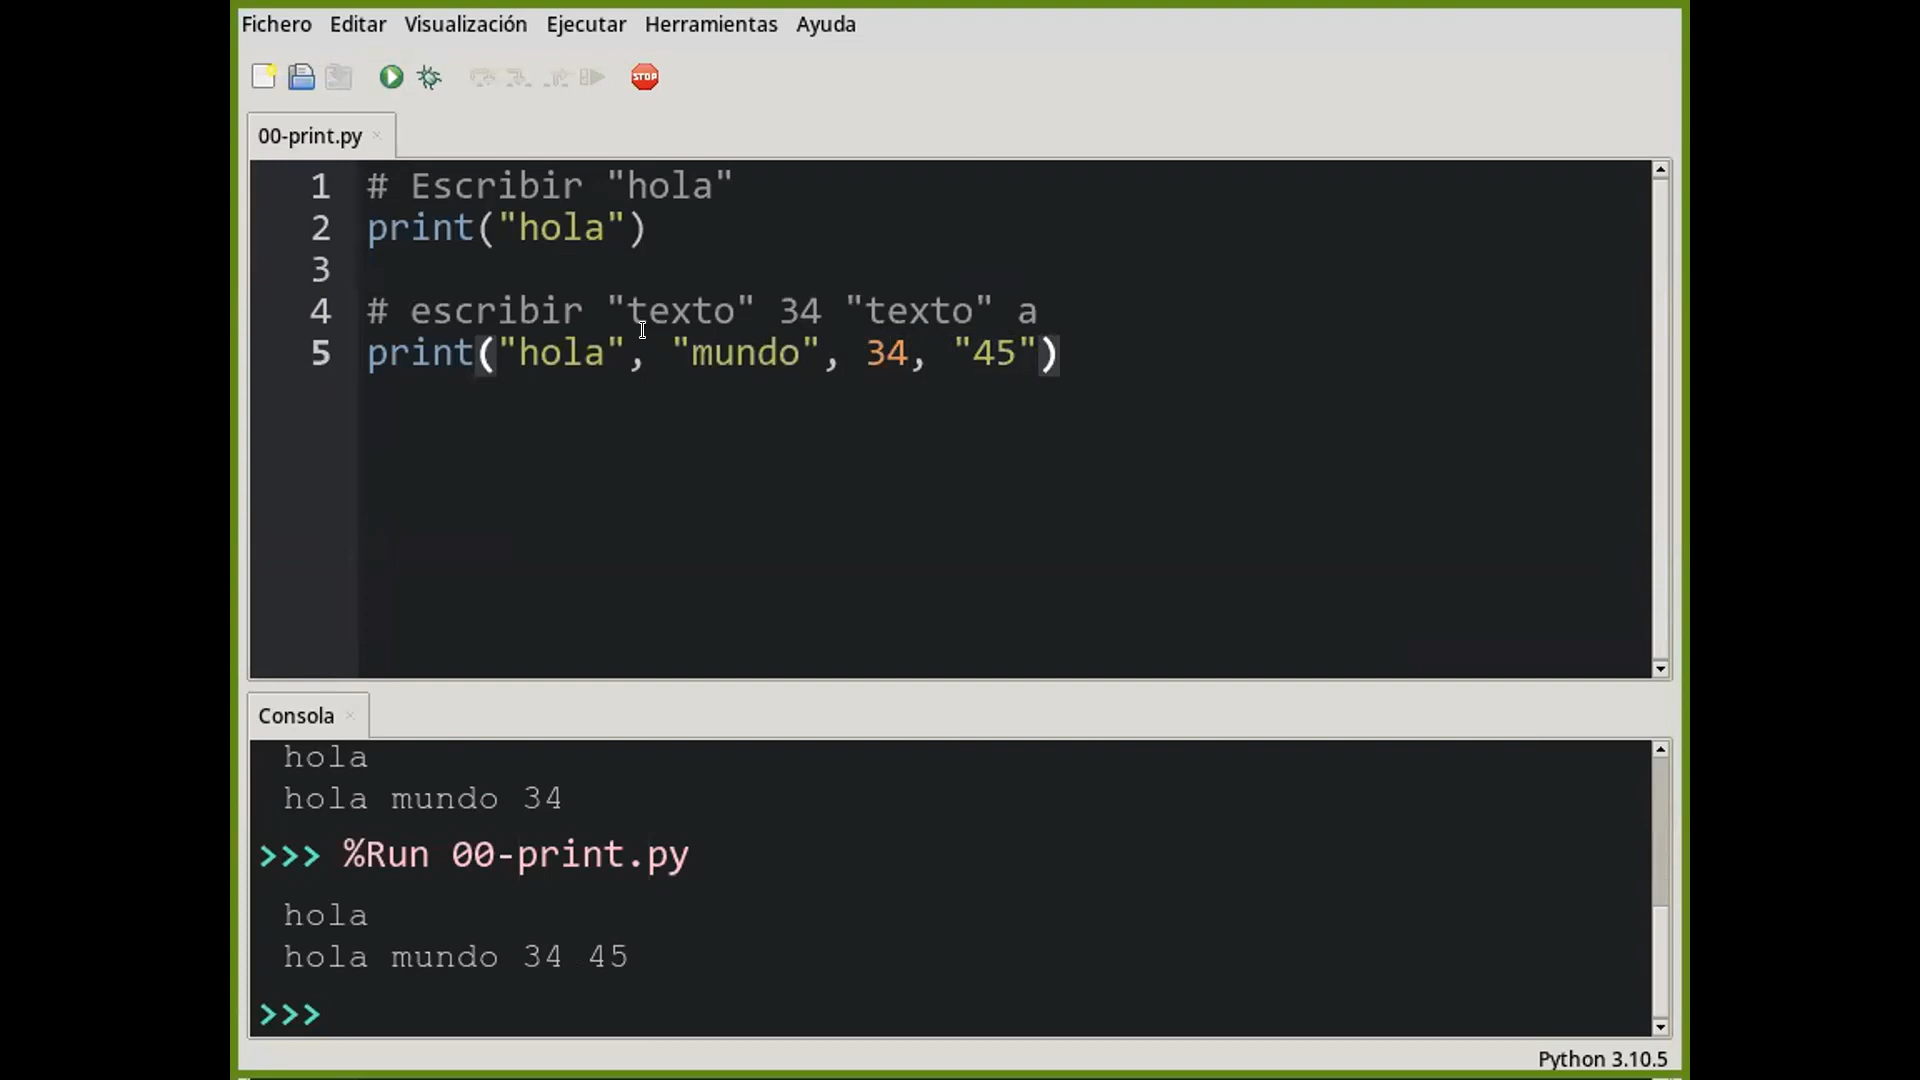 Fichero Editar Visualización Ejecutar Herramientas Ayuda
STOP
00-print.py
1 # Escribir "hola"
2 print("hola")
3
4 # escribir "texto" 34 "texto" a
5 print("hola", "mundo", 34, "45")
Consola
hola
hola mundo 34
>>> %Run 00-print.py
hola
hola mundo 34 45
>>>
Python 3.10.5